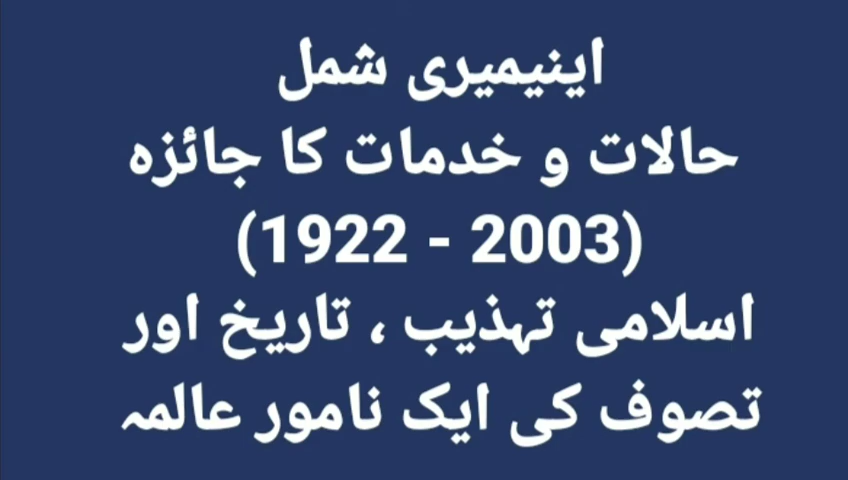 اینیمیری شمل
حالات و خدمات کا جائزہ
(1922 - 2003)
اسلامی تہذیب ، تاریخ اور
تصوف کی ایک نامور عالمہ